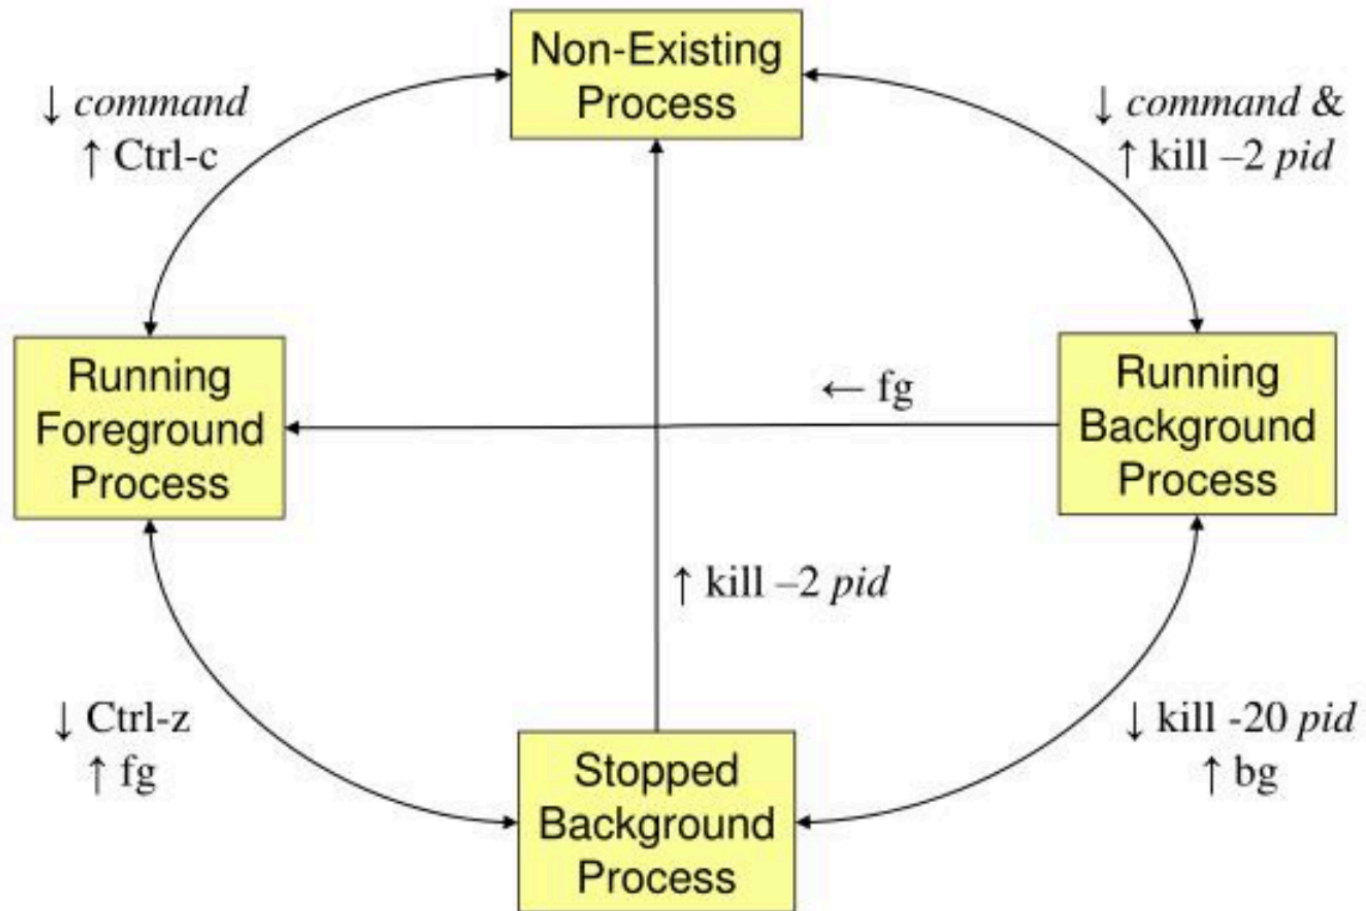 Non-Existing
Process
↓ command
↑ Ctrl-c
↓ command &
↑ kill –2 pid
Running
Foreground
Process
← fg
Running
Background
Process
↑ kill –2 pid
↓ Ctrl-z
↑ fg
Stopped
Background
Process
↓ kill -20 pid
↑ bg